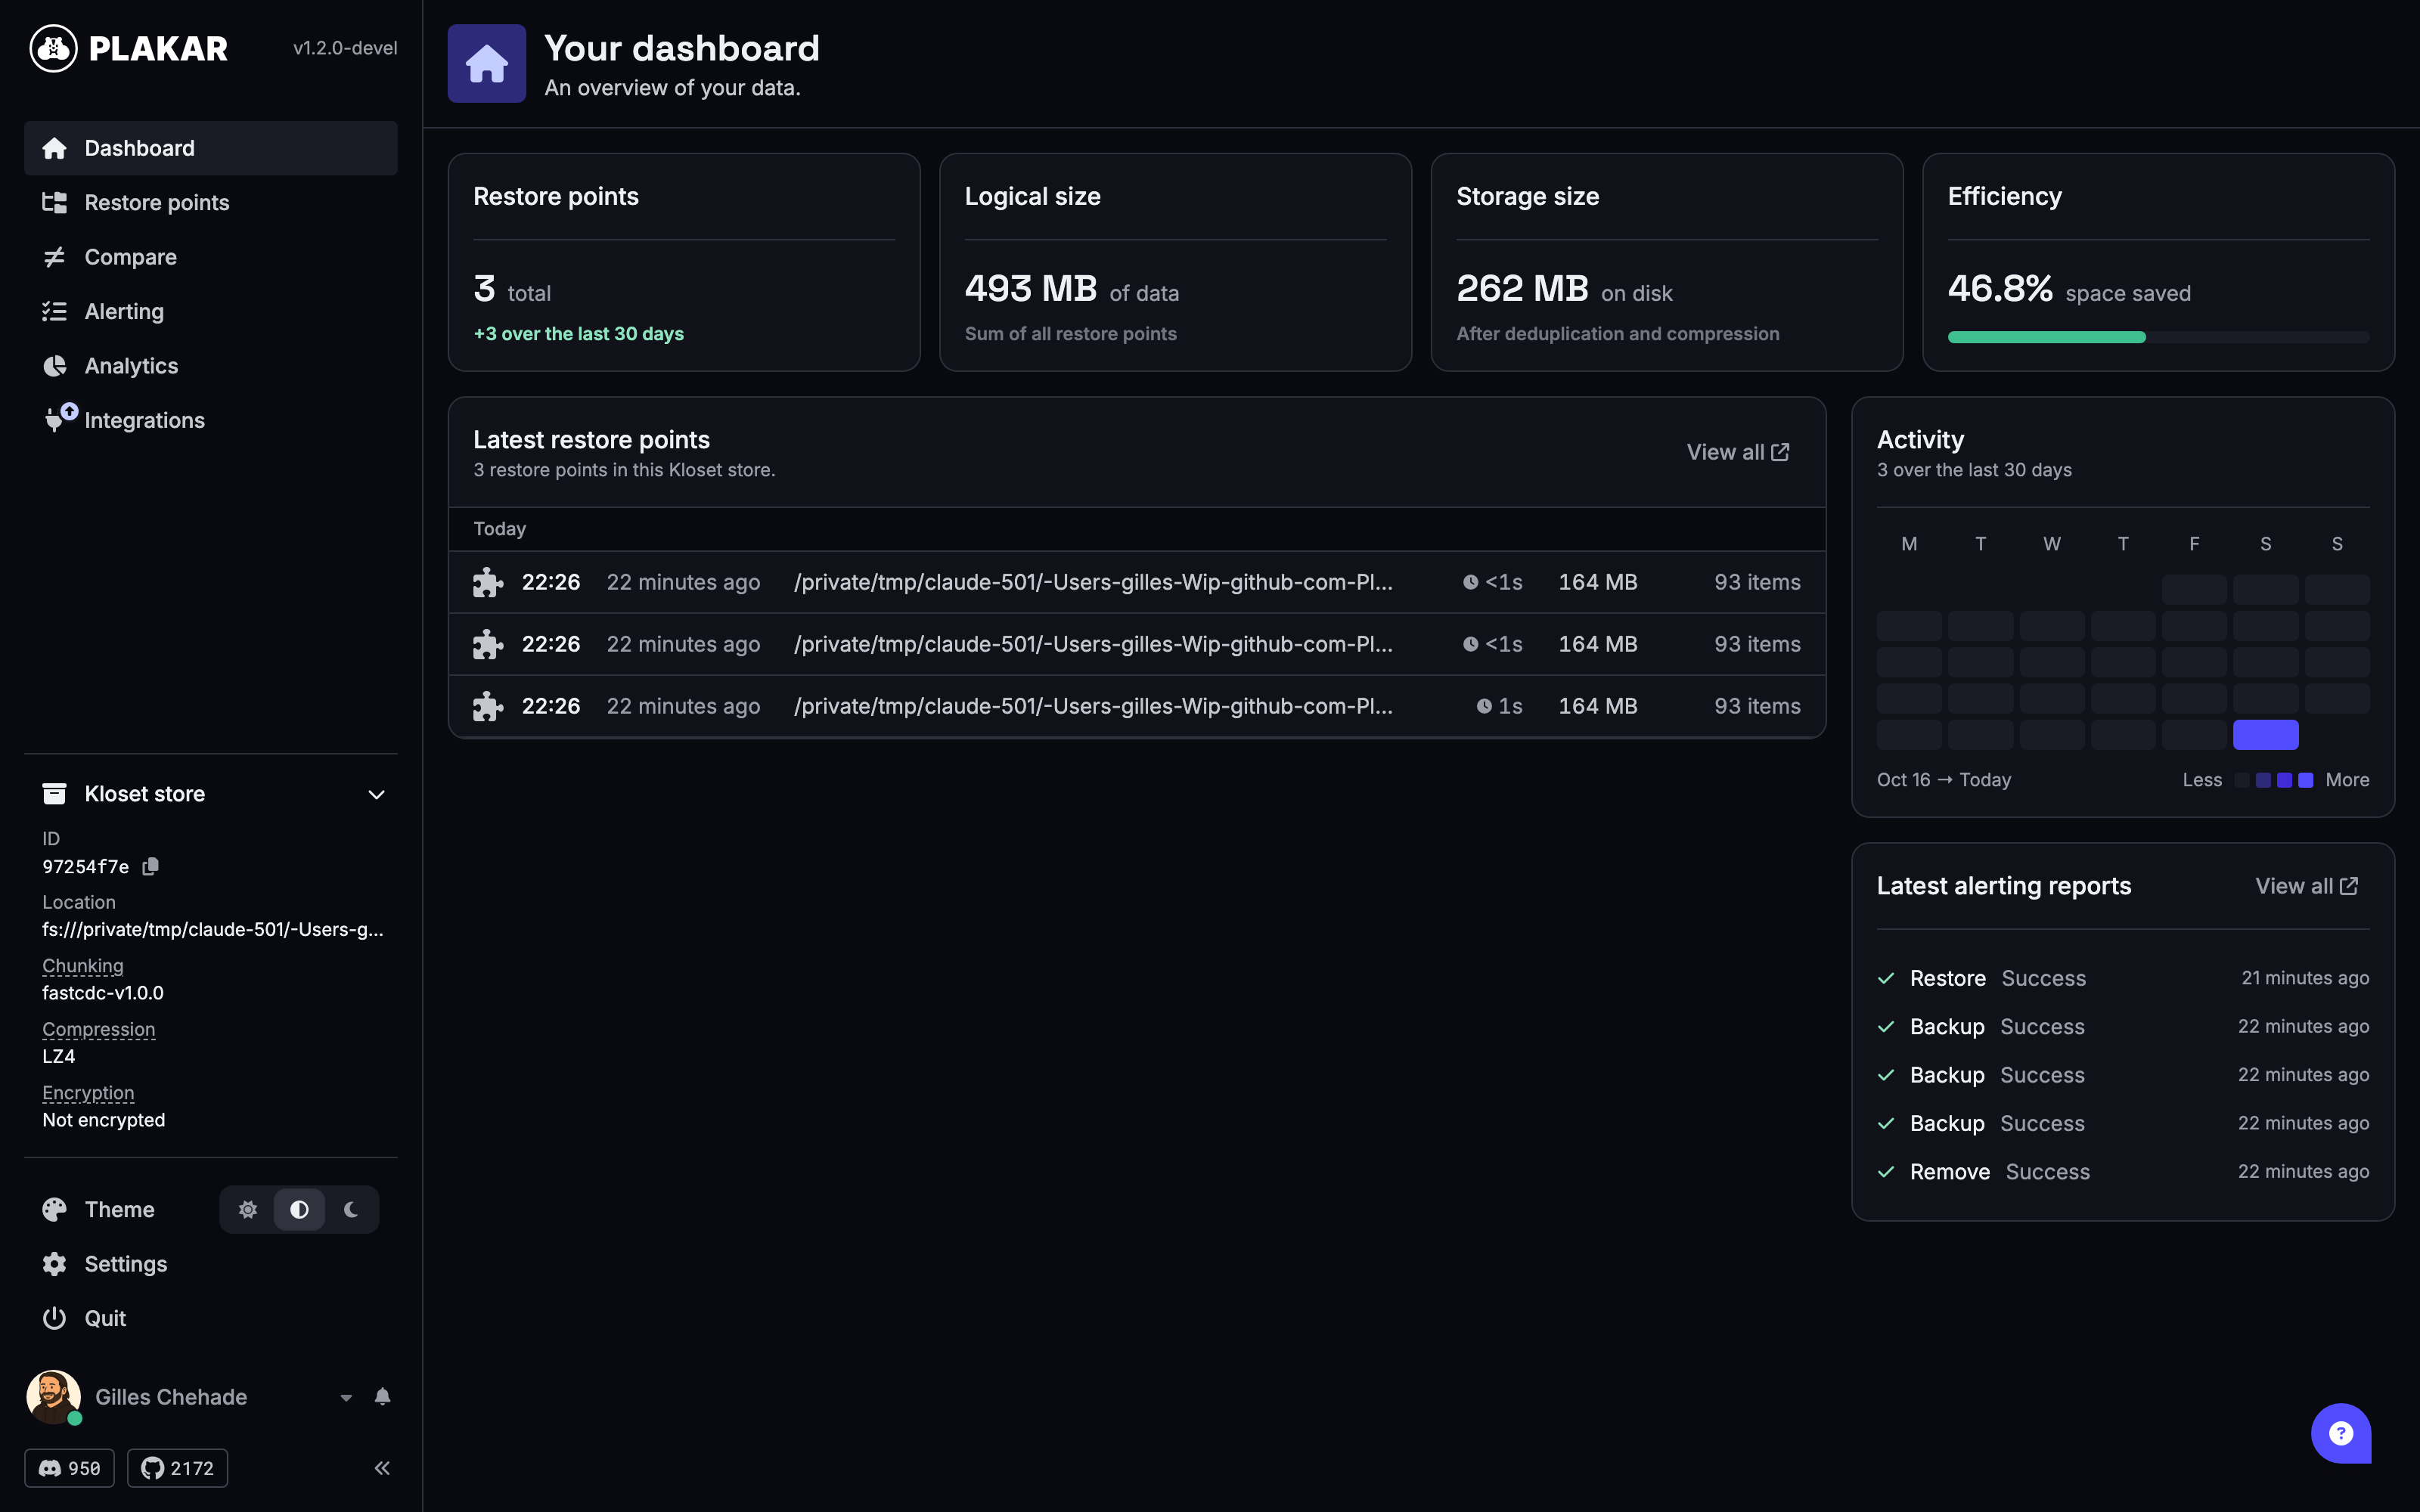 PLAKAR
v1.2.0-devel
Dashboard
Restore points
Compare
Alerting
Analytics
Integrations
Kloset store
ID
97254f7e
Location
fs:///private/tmp/claude-501/-Users-g...
Chunking
fastcdc-v1.0.0
Compression
LZ4
Encryption
Not encrypted
Theme
Settings
Quit
Gilles Chehade
950
2172
Your dashboard
An overview of your data.
Restore points
3 total
+3 over the last 30 days
Logical size
493 MB of data
Sum of all restore points
Storage size
262 MB on disk
After deduplication and compression
Efficiency
46.8% space saved
Latest restore points
3 restore points in this Kloset store.
View all
Today
22:26 22 minutes ago /private/tmp/claude-501/-Users-gilles-Wip-github-com-Pl... <1s 164 MB 93 items
22:26 22 minutes ago /private/tmp/claude-501/-Users-gilles-Wip-github-com-Pl... <1s 164 MB 93 items
22:26 22 minutes ago /private/tmp/claude-501/-Users-gilles-Wip-github-com-Pl... 1s 164 MB 93 items
Activity
3 over the last 30 days
M T W T F S S
Oct 16 → Today
Less More
Latest alerting reports
View all
Restore Success 21 minutes ago
Backup Success 22 minutes ago
Backup Success 22 minutes ago
Backup Success 22 minutes ago
Remove Success 22 minutes ago
?